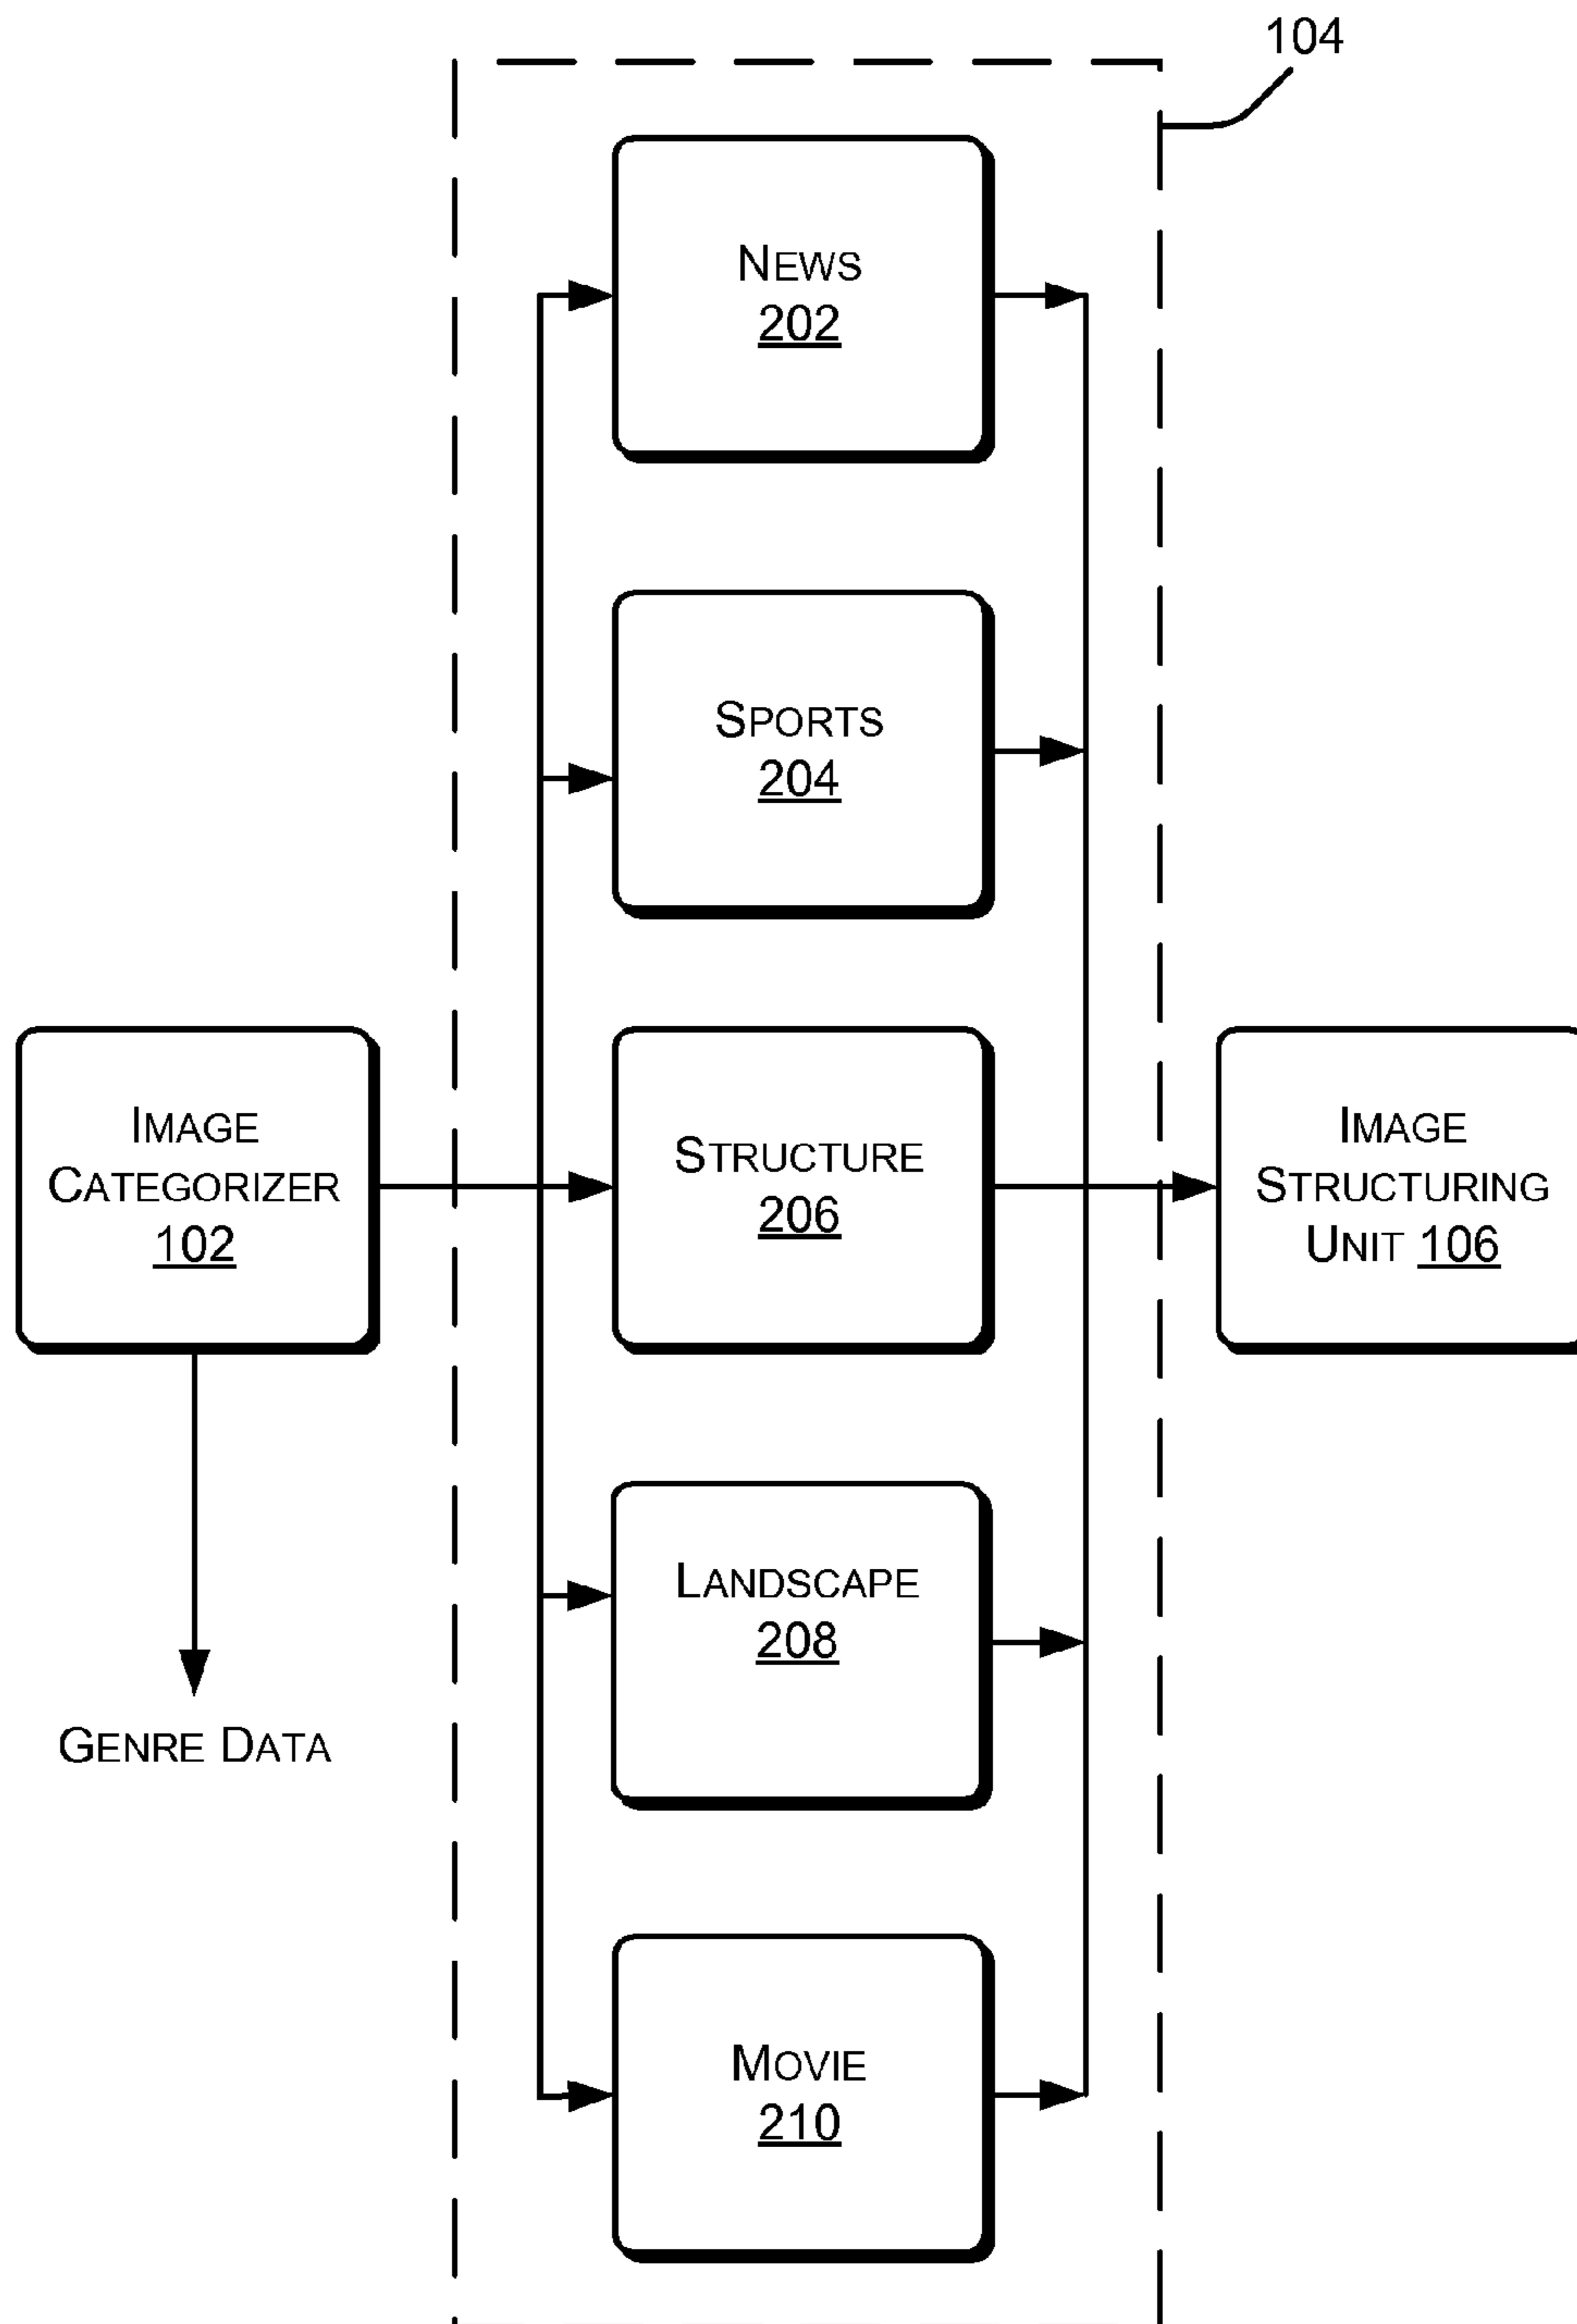 104
NEWS
202
SPORTS
204
IMAGE
CATEGORIZER
102
STRUCTURE
206
IMAGE
STRUCTURING
UNIT 106
LANDSCAPE
208
GENRE DATA
MOVIE
210